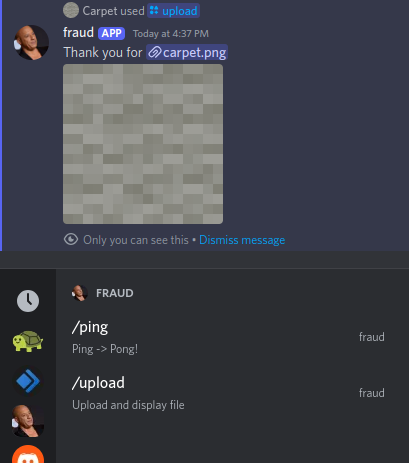 Carpet used upload
fraud APP Today at 4:37 PM
Thank you for carpet.png
Only you can see this • Dismiss message
FRAUD
/ping
Ping -> Pong!
fraud
/upload
Upload and display file
fraud